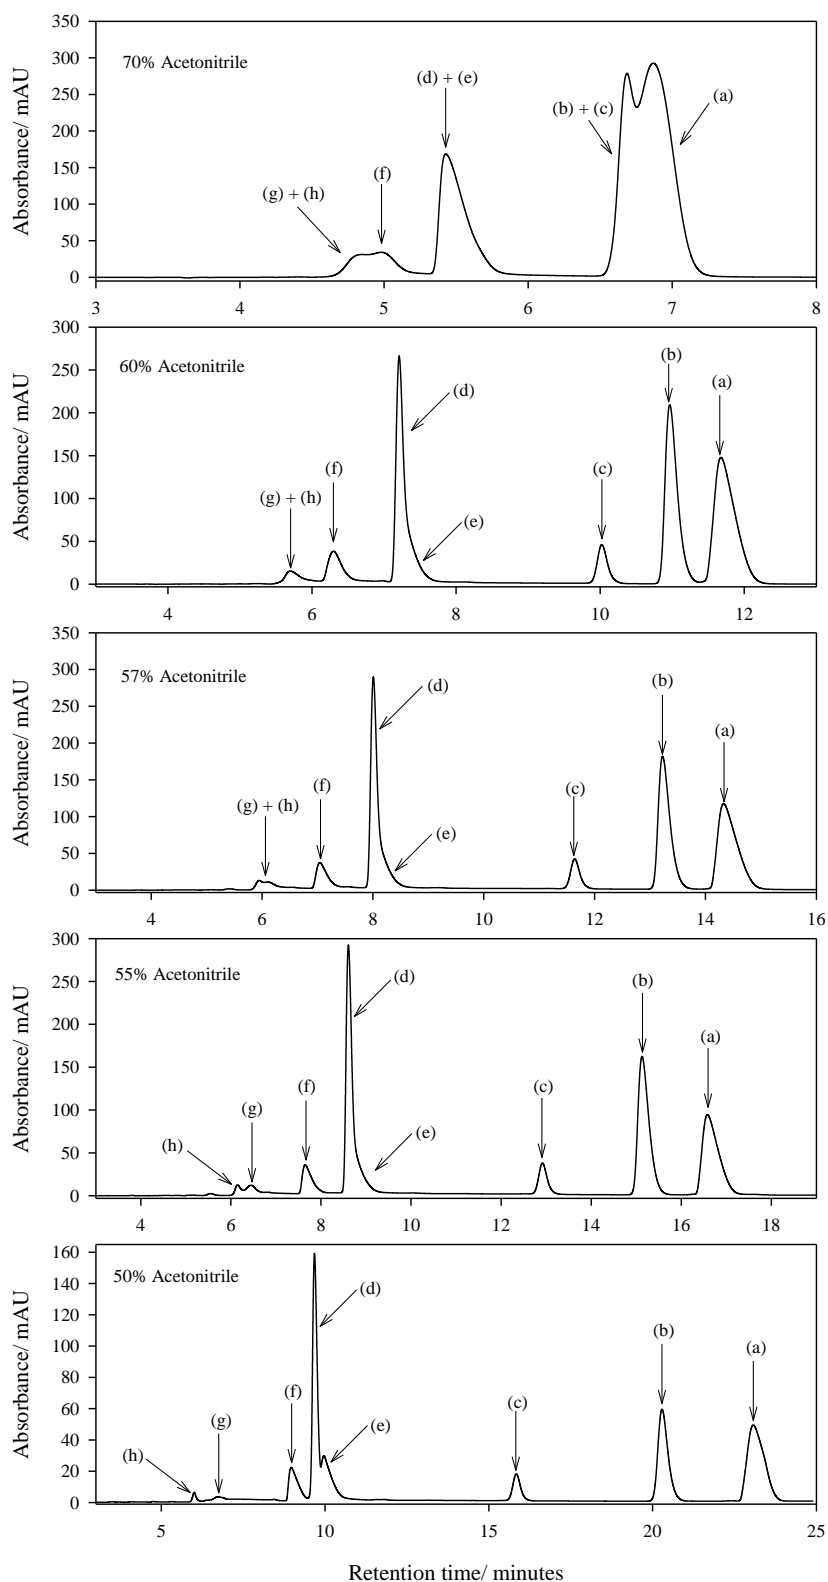 350
300
250
200
150
100
50
0
Absorbance/ mAU
70% Acetonitrile
(g) + (h)
(f)
(d) + (e)
(b) + (c)
(a)
3 4 5 6 7 8
300
250
200
150
100
50
0
Absorbance/ mAU
60% Acetonitrile
(g) + (h)
(f)
(d)
(e)
(c)
(b)
(a)
4 6 8 10 12
350
300
250
200
150
100
50
0
Absorbance/ mAU
57% Acetonitrile
(g) + (h)
(f)
(d)
(e)
(c)
(b)
(a)
4 6 8 10 12 14 16
300
250
200
150
100
50
0
Absorbance/ mAU
55% Acetonitrile
(h)
(g)
(f)
(d)
(e)
(c)
(b)
(a)
4 6 8 10 12 14 16 18
160
140
120
100
80
60
40
20
0
Absorbance/ mAU
50% Acetonitrile
(h)
(g)
(f)
(d)
(e)
(c)
(b)
(a)
5 10 15 20 25
Retention time/ minutes